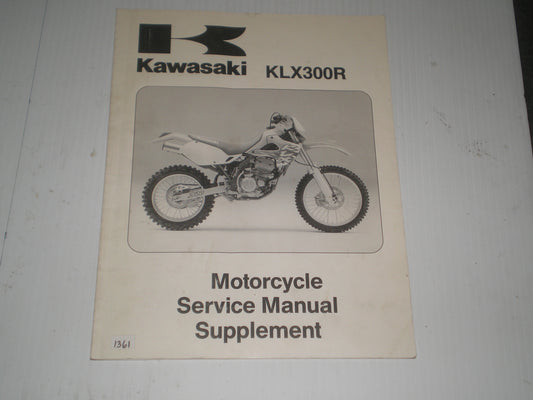 Kawasaki KLX300R
Motorcycle
Service Manual
Supplement
1361